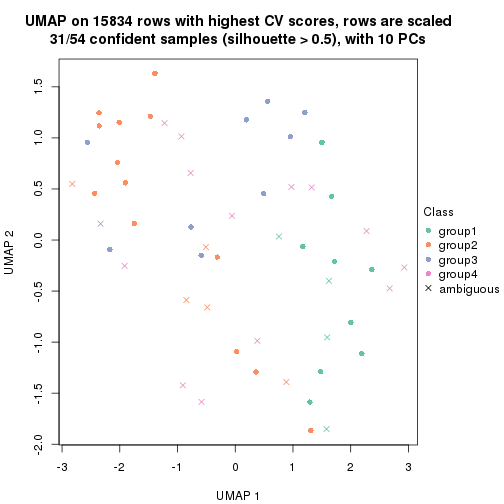 UMAP on 15834 rows with highest CV scores, rows are scaled
31/54 confident samples (silhouette > 0.5), with 10 PCs
1.5
1.0
0.5
0.0
-0.5
-1.0
-1.5
-2.0
UMAP 2
-3
-2
-1
0
1
2
3
UMAP 1
Class
group1
group2
group3
group4
ambiguous